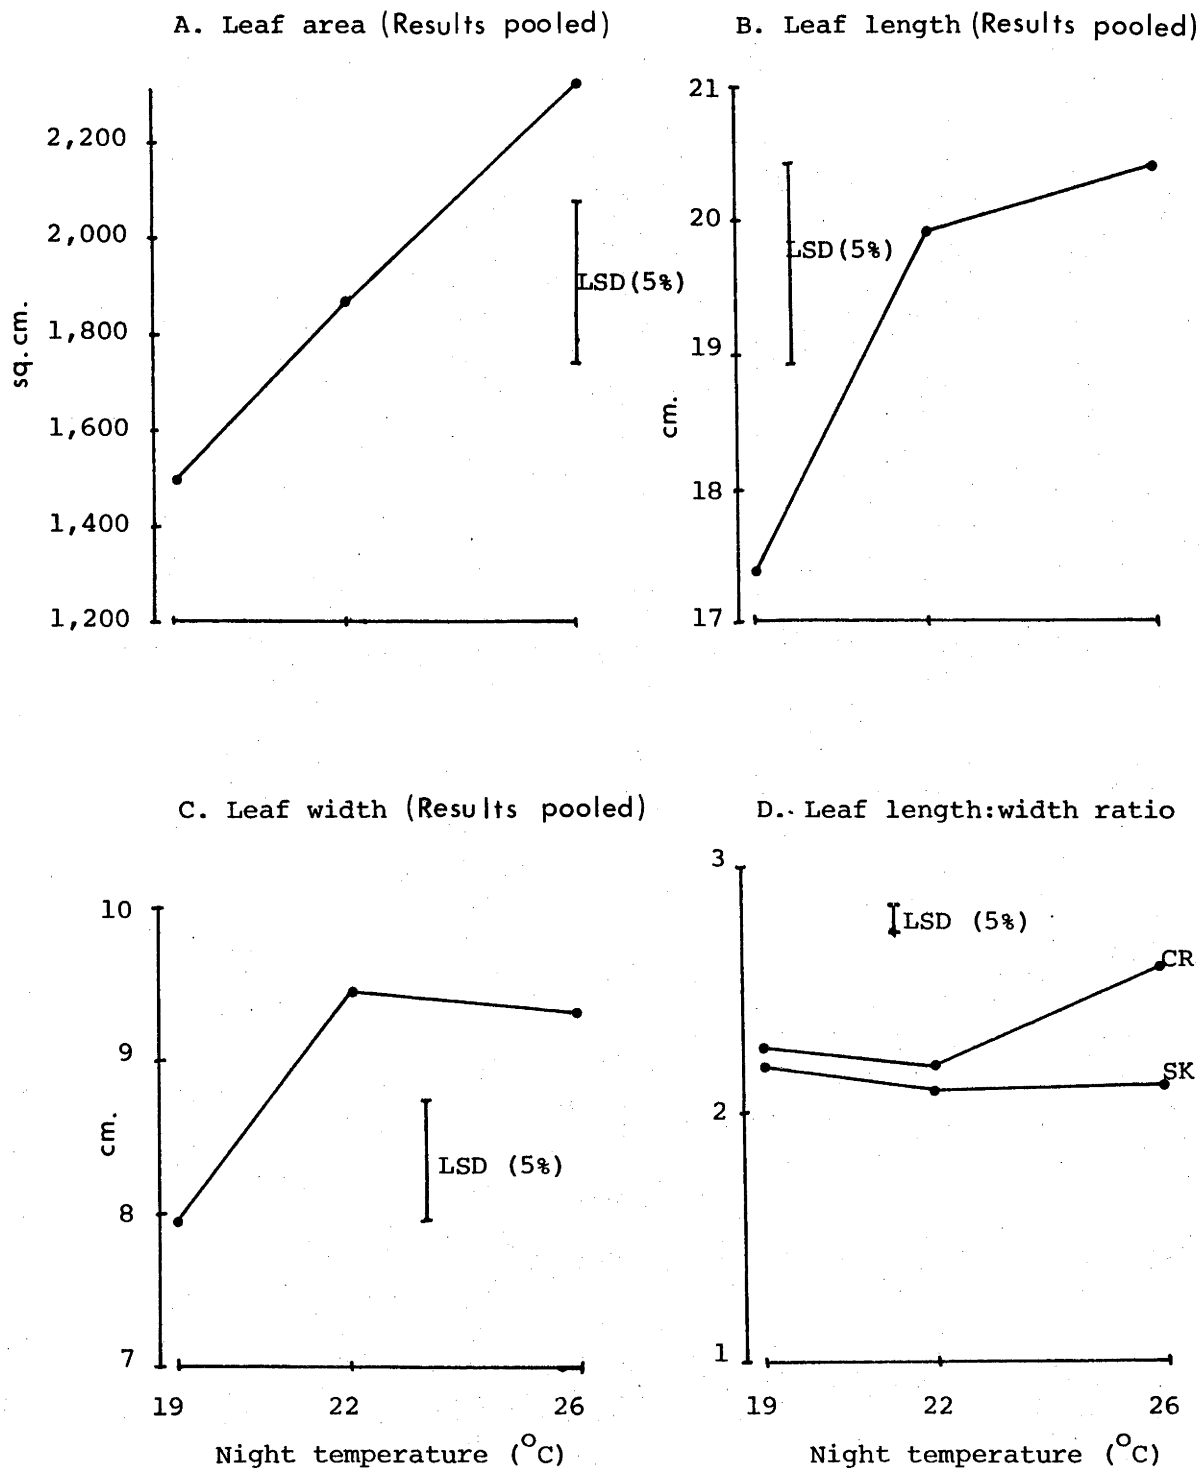 A. Leaf area (Results pooled)
2,200
2,000
1,800
1,600
1,400
1,200
sq. cm.
LSD (5%)
B. Leaf length (Results pooled)
21
20
19
18
17
cm.
LSD (5%)
C. Leaf width (Results pooled)
10
9
8
7
cm.
LSD (5%)
19 22 26
Night temperature (°C)
D. Leaf length:width ratio
3
2
1
LSD (5%)
CR
SK
19 22 26
Night temperature (°C)